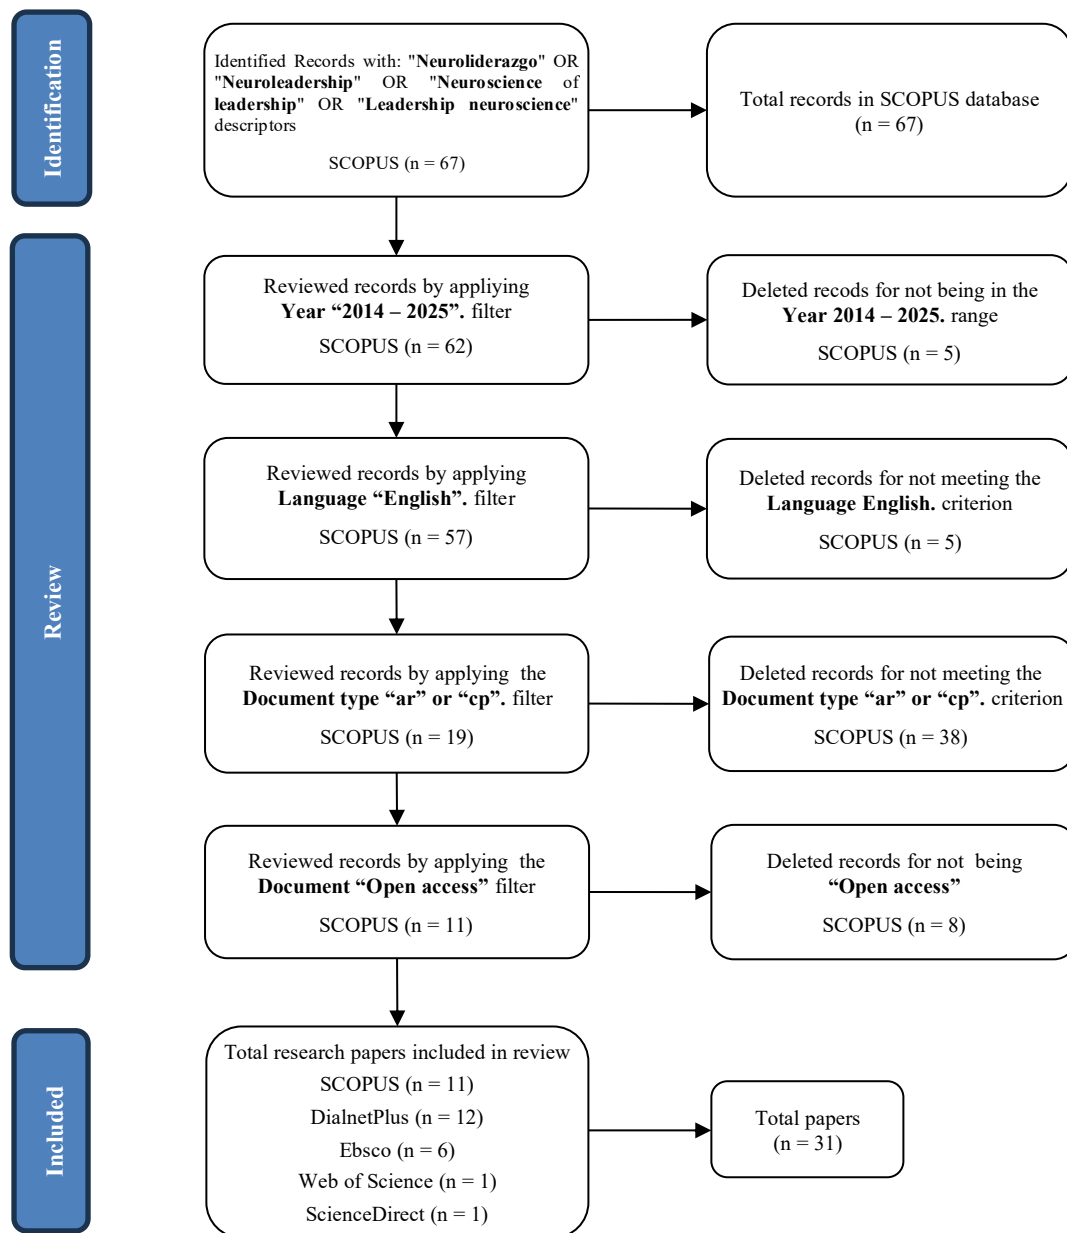 Identification
Identified Records with: "Neuroliderazgo" OR
"Neuroleadership" OR "Neuroscience of
leadership" OR "Leadership neuroscience"
descriptors
SCOPUS (n = 67)
Total records in SCOPUS database
(n = 67)
Review
Reviewed records by appliying
Year “2014 – 2025”. filter
SCOPUS (n = 62)
Deleted recods for not being in the
Year 2014 – 2025. range
SCOPUS (n = 5)
Reviewed records by applying
Language “English”. filter
SCOPUS (n = 57)
Deleted records for not meeting the
Language English. criterion
SCOPUS (n = 5)
Reviewed records by applying the
Document type “ar” or “cp”. filter
SCOPUS (n = 19)
Deleted records for not meeting the
Document type “ar” or “cp”. criterion
SCOPUS (n = 38)
Reviewed records by applying the
Document “Open access” filter
SCOPUS (n = 11)
Deleted records for not being
“Open access”
SCOPUS (n = 8)
Included
Total research papers included in review
SCOPUS (n = 11)
DialnetPlus (n = 12)
Ebsco (n = 6)
Web of Science (n = 1)
ScienceDirect (n = 1)
Total papers
(n = 31)